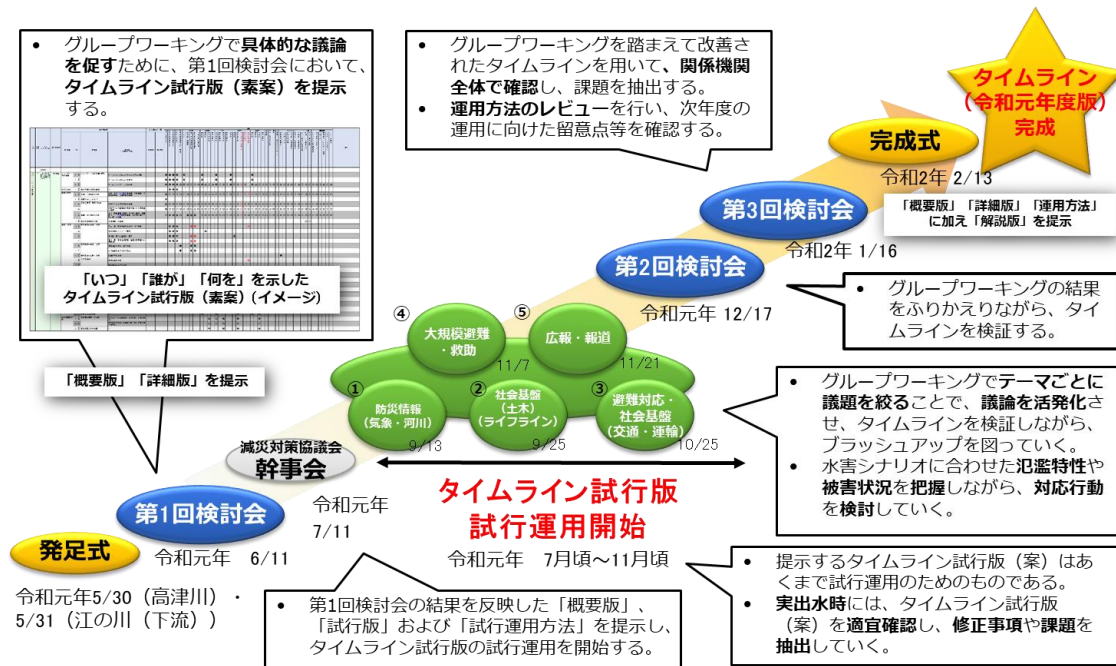 ・ グループワーキングで具体的な議論
を促すために、第1回検討会において、
タイムライン試行版（素案）を提示
する。
「いつ」「誰が」「何を」を示した
タイムライン試行版（素案）(イメージ)
「概要版」「詳細版」を提示
・ グループワーキングを踏まえて改善さ
れたタイムラインを用いて、関係機関
全体で確認し、課題を抽出する。
・ 運用方法のレビューを行い、次年度の
運用に向けた留意点等を確認する。
タイムライン
（令和元年度版）
完成
完成式
令和2年 2/13
「概要版」「詳細版」「運用方法」
に加え「解説版」を提示
第3回検討会
令和2年 1/16
第2回検討会
令和元年 12/17
・ グループワーキングの結果
をふりかえりながら、タイ
ムラインを検証する。
④
大規模避難
・救助
11/7
⑤
広報・報道
11/21
①
防災情報
(気象・河川)
9/13
②
社会基盤
(土木)
(ライフライン)
9/25
③
避難対応・
社会基盤
(交通・運輸)
10/25
・ グループワーキングでテーマごとに
議題を絞ることで、議論を活発化さ
せ、タイムラインを検証しながら、
ブラッシュアップを図っていく。
・ 水害シナリオに合わせた氾濫特性や
被害状況を把握しながら、対応行動
を検討していく。
減災対策協議会
幹事会
令和元年
7/11
タイムライン試行版
試行運用開始
令和元年 7月頃～11月頃
第1回検討会
令和元年 6/11
発足式
令和元年5/30（高津川）・
5/31（江の川（下流））
・ 第1回検討会の結果を反映した「概要版」、
「試行版」および「試行運用方法」を提示し、
タイムライン試行版の試行運用を開始する。
・ 提示するタイムライン試行版（案）はあ
くまで試行運用のためのものである。
・ 実出水時には、タイムライン試行版
（案）を適宜確認し、修正事項や課題を
抽出していく。